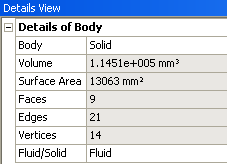 Details View
Details of Body
Body Solid
Volume 1.1451e+005 mm³
Surface Area 13063 mm²
Faces 9
Edges 21
Vertices 14
Fluid/Solid Fluid